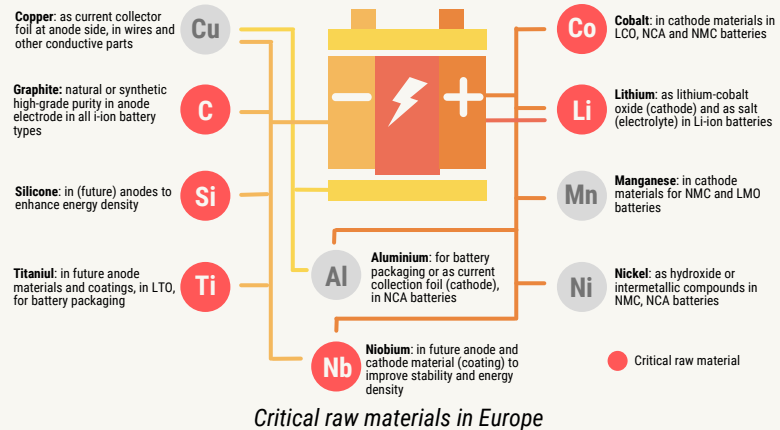 Copper: as current collector
foil at anode side, in wires and
other conductive parts
Cu
Graphite: natural or synthetic
high-grade purity in anode
electrode in all i-ion battery
types
C
Silicone: in (future) anodes to
enhance energy density
Si
Titaniul: in future anode
materials and coatings, in LTO,
for battery packaging
Ti
Al
Aluminium: for battery
packaging or as current
collection foil (cathode),
in NCA batteries
Nb
Niobium: in future anode and
cathode material (coating) to
improve stability and energy
density
Co
Cobalt: in cathode materials in
LCO, NCA and NMC batteries
Li
Lithium: as lithium-cobalt
oxide (cathode) and as salt
(electrolyte) in Li-ion batteries
Mn
Manganese: in cathode
materials for NMC and LMO
batteries
Ni
Nickel: as hydroxide or
intermetallic compounds in
NMC, NCA batteries
Critical raw material
Critical raw materials in Europe